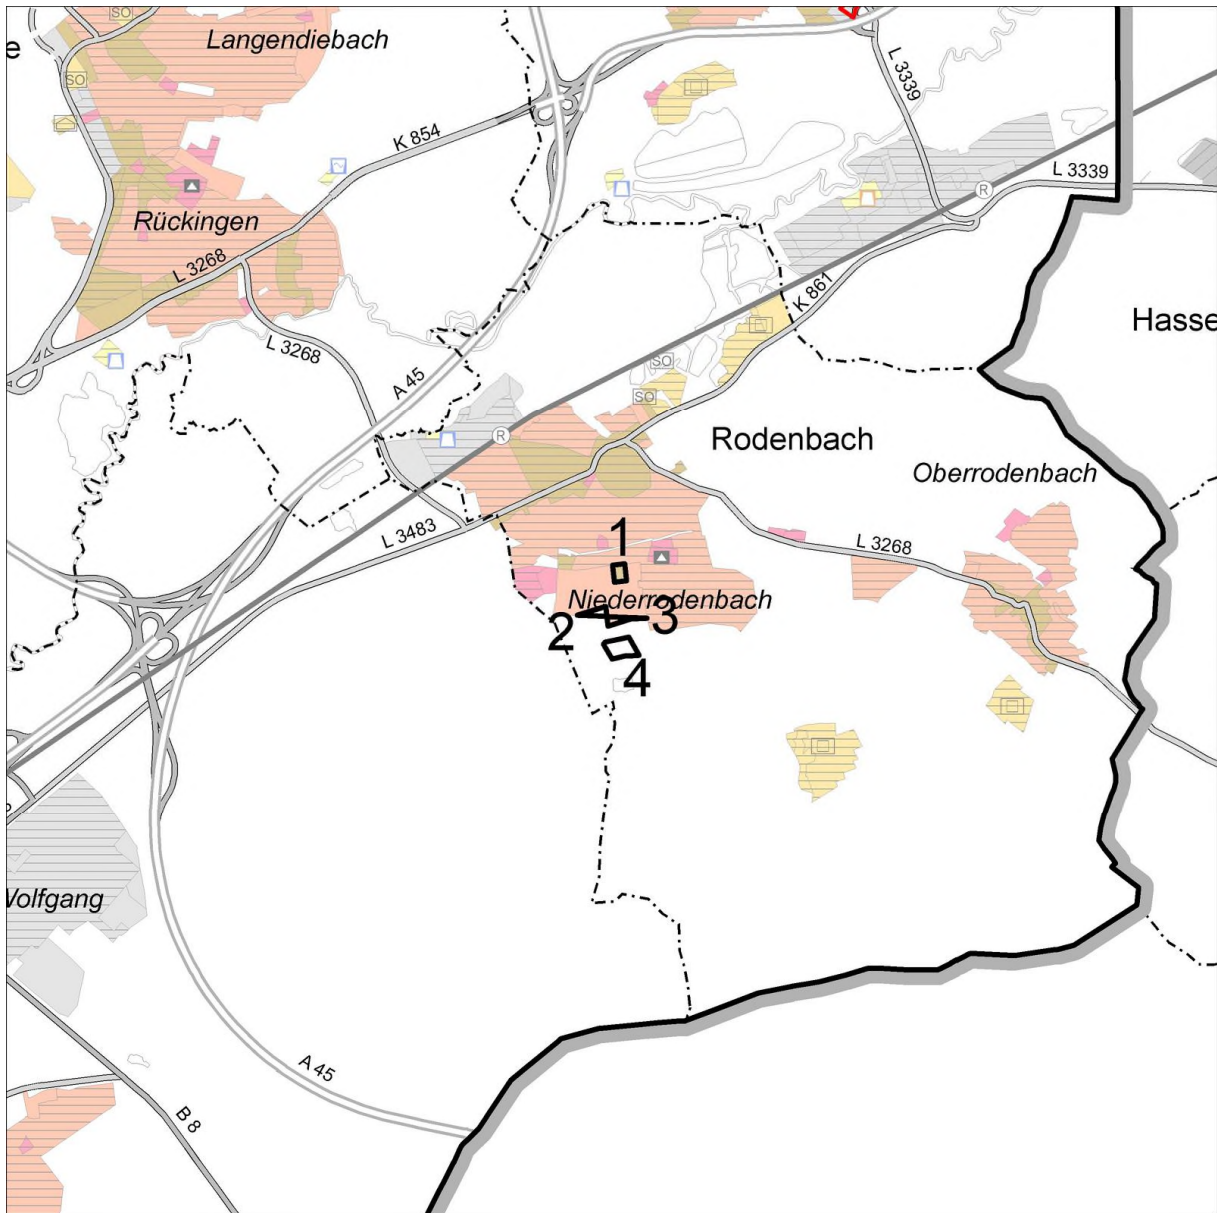 SO
Langendiebach
e
SO
L 3339
K 854
L 3339
R
Rückingen
L 3268
K 861
Hasse
L 3268
A 45
SO
SO
R
Rodenbach
Oberrodenbach
L 3483
1
L 3268
Niederrodenbach
2
3
4
Wolfgang
A 45
B 8